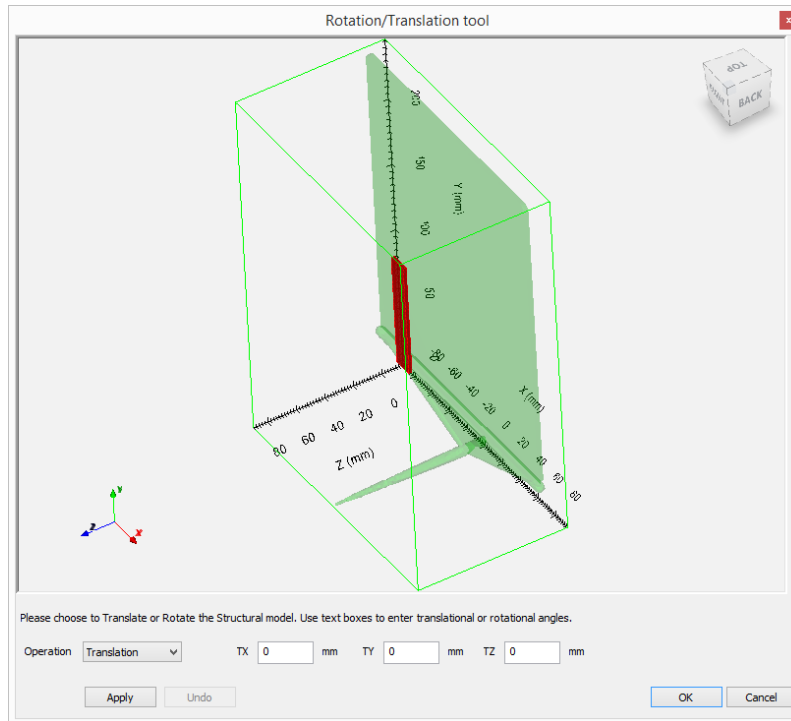 Rotation/Translation tool
x
TOP
BACK
200
150
Y (mm)
100
50
-80
-60
-40
-20
0
20
40
60
80
X (mm)
0
20
40
60
80
Z (mm)
Y
Z
X
Please choose to Translate or Rotate the Structural model. Use text boxes to enter translational or rotational angles.
Operation Translation TX 0 mm TY 0 mm TZ 0 mm
Apply Undo OK Cancel